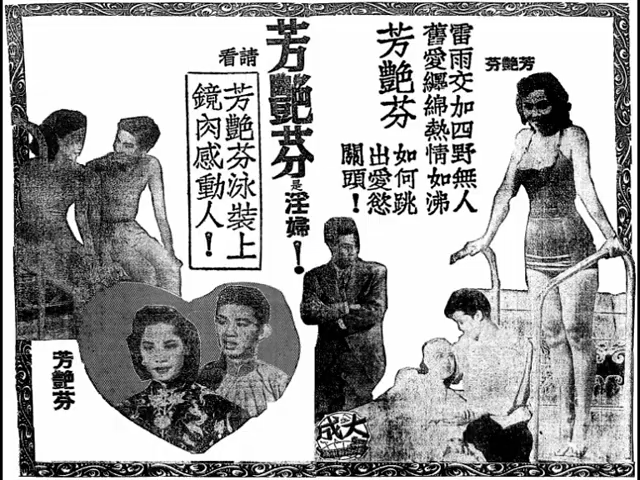 芳艷芬
雷雨交加四野無人
舊愛纏綿熱情如沸
芳艷芬如何跳
出愛慾
關頭！
芳艷芬是淫婦！
請看
芳艷芬泳裝上
鏡肉感動人！
芳艷芬
大成